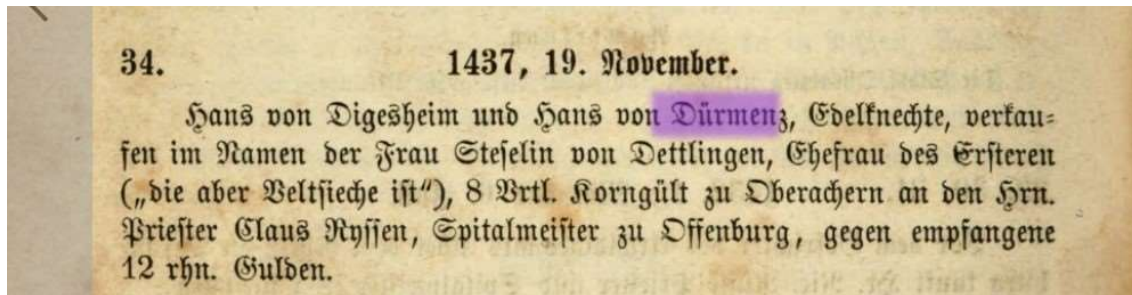 34. 1437, 19. November.
Hans von Digesheim und Hans von Dürmenz, Edelknechte, verkau-
fen im Namen der Frau Steselin von Dettlingen, Ehefrau des Ersteren
(„die aber Veltsieche ist“), 8 Vrtl. Korngült zu Oberachern an den Hrn.
Priester Claus Ryssen, Spitalmeister zu Offenburg, gegen empfangene
12 rhn. Gulden.